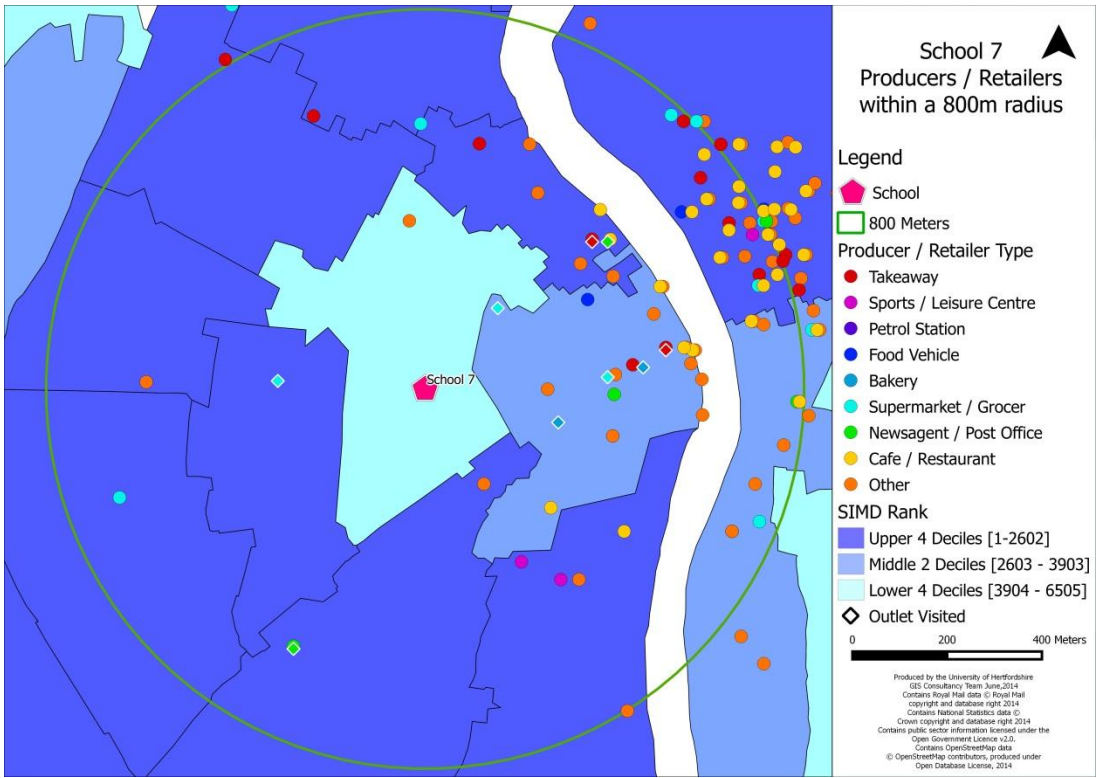 School 7
Producers / Retailers
within a 800m radius
Legend
School
800 Meters
Producer / Retailer Type
Takeaway
Sports / Leisure Centre
Petrol Station
Food Vehicle
Bakery
Supermarket / Grocer
Newsagent / Post Office
Cafe / Restaurant
Other
SIMD Rank
Upper 4 Deciles [1-2602]
Middle 2 Deciles [2603 - 3903]
Lower 4 Deciles [3904 - 6505]
Outlet Visited
0 200 400 Meters
Produced by the University of Hertfordshire
GIS Consultancy Team June,2014
Contains Royal Mail data © Royal Mail
copyright and database right 2014
Contains National Statistics data ©
Crown copyright and database right 2014
Contains public sector information licensed under the
Open Government Licence v2.0.
Contains OpenStreetMap data
© OpenStreetMap contributors, produced under
Open Database License, 2014
School 7